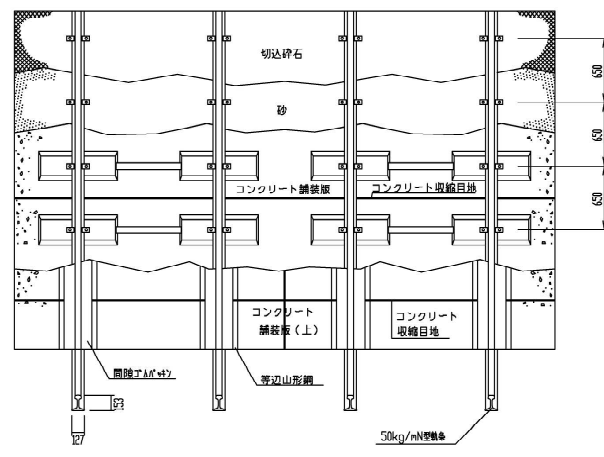 切込砕石
650
砂
650
コンクリート舗装版
コンクリート収縮目地
650
コンクリート
舗装版(上)
コンクリート
収縮目地
間隙ゴムパッキン
等辺山形鋼
153
127
50kg/mN型軌条